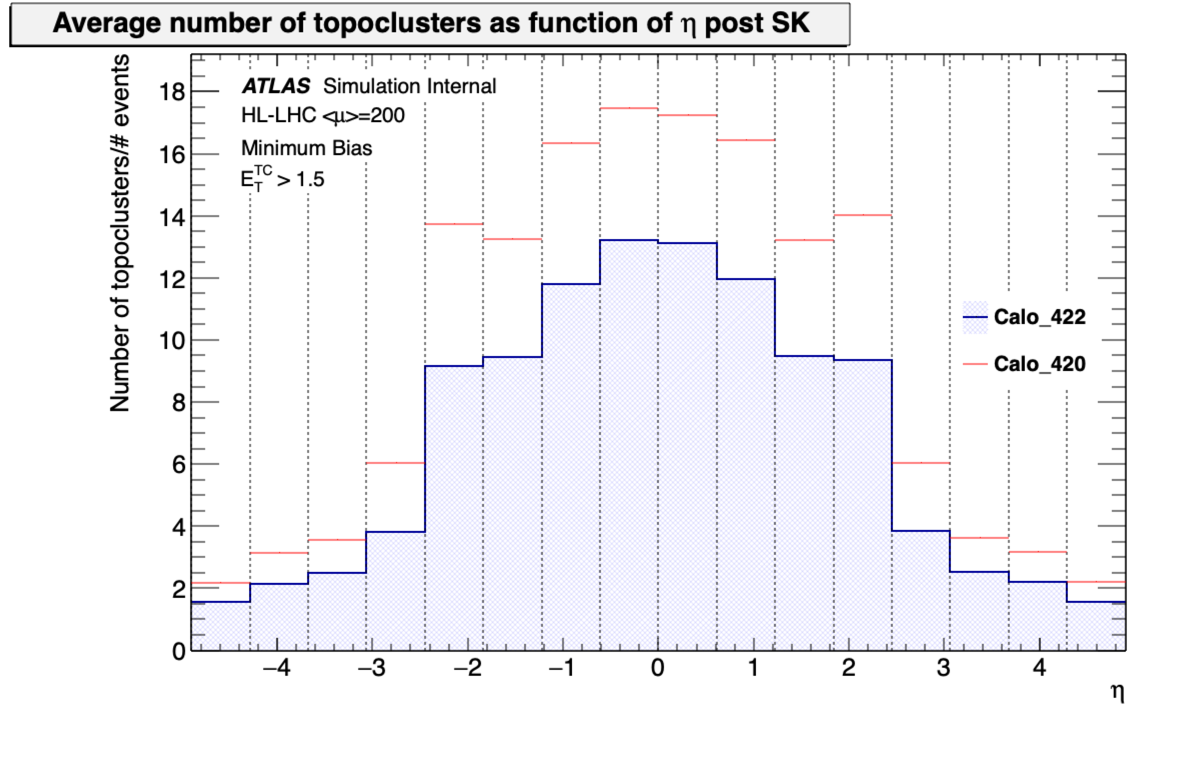 Average number of topoclusters as function of η post SK
Number of topoclusters/# events
ATLAS Simulation Internal
HL-LHC <μ>=200
Minimum Bias
E_T^TC > 1.5
18
16
14
12
10
8
6
4
2
0
Calo_422
Calo_420
−4 −3 −2 −1 0 1 2 3 4
η